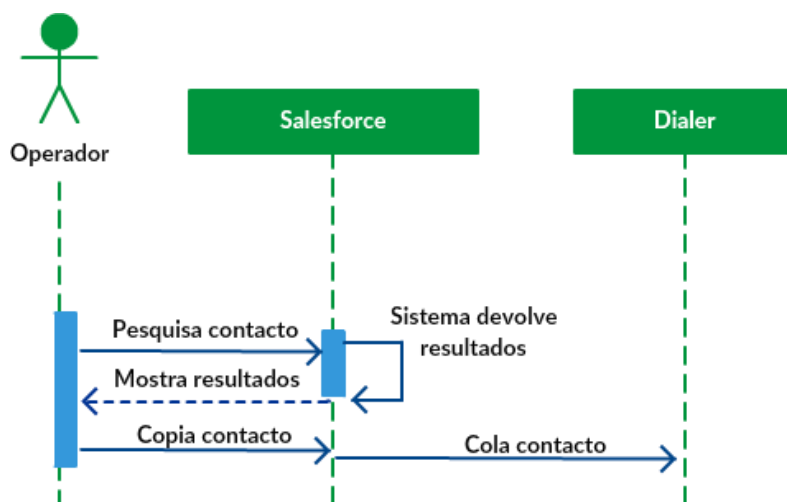 Salesforce
Dialer
Operador
Pesquisa contacto
Sistema devolve
resultados
Mostra resultados
Copia contacto
Cola contacto